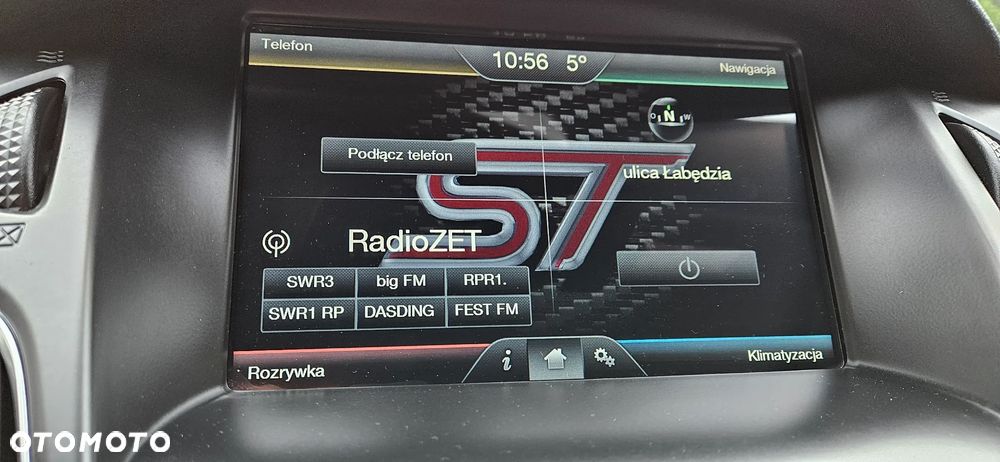 Telefon
10:56 5°
Nawigacja
O N W
Podłącz telefon
ST
ulica Łabędzia
RadioZET
SWR3 big FM RPR1.
SWR1 RP DASDING FEST FM
i
Rozrywka
Klimatyzacja
OTOMOTO